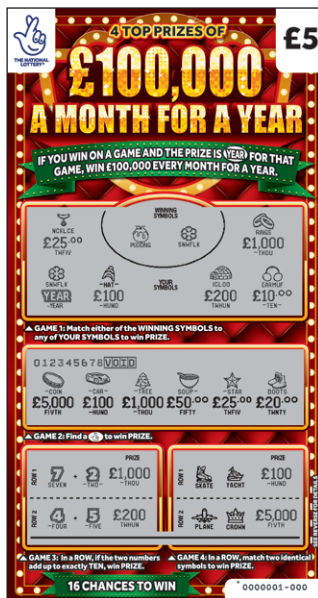 THE NATIONAL
LOTTERY®
4 TOP PRIZES OF
£5
£100,000
A MONTH FOR A YEAR
IF YOU WIN ON A GAME AND THE PRIZE IS YEAR FOR THAT
GAME, WIN £100,000 EVERY MONTH FOR A YEAR.
WINNING
SYMBOLS
NCKLCE
£25.00
TWFIV
PUDDING
SNWFLK
RINGS
£1,000
-THOU
SNWFLK
YEAR
-YEAR
-HAT-
£100
-HUND
YOUR
SYMBOLS
IGLOO
£200
TWHUN
EARMUF
£10.00
-TEN-
GAME 1: Match either of the WINNING SYMBOLS to
any of YOUR SYMBOLS to win PRIZE.
012345678 VOID
-COIN -CAR- -TREE SOUP- -STAR BOOTS
£5,000 £100 £1,000 £50.00 £25.00 £20.00
FIVTH -HUND -THOU FIFTY TWFIV TWNTY
GAME 2: Find a to win PRIZE.
PRIZE
ROW 1
7 + 2 £1,000
SEVEN -TWO- -THOU
ROW 2
4 + 5 £200
-FOUR -FIVE TWHUN
PRIZE
ROW 1
£100
SKATE YACHT -HUND
ROW 2
£5,000
PLANE CROWN FIVTH
SEE REVERSE FOR DETAILS
GAME 3: In a ROW, if the two numbers
add up to exactly TEN, win PRIZE.
GAME 4: In a ROW, match two identical
symbols to win PRIZE.
16 CHANCES TO WIN
0000001-000